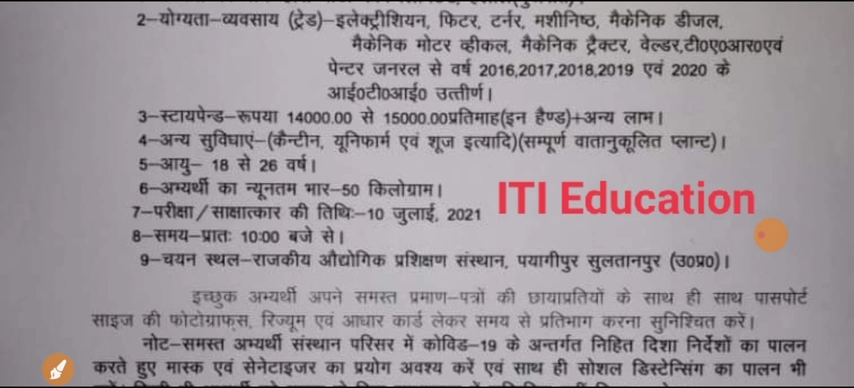 2–योग्यता–व्यवसाय (ट्रेड)–इलेक्ट्रीशियन, फिटर, टर्नर, मशीनिष्ठ, मैकेनिक डीजल,
मैकेनिक मोटर व्हीकल, मैकेनिक ट्रैक्टर, वेल्डर,टी0ए0आर0एवं
पेन्टर जनरल से वर्ष 2016,2017,2018,2019 एवं 2020 के
आई0टी0आई0 उत्तीर्ण।
3–स्टायपेन्ड–रूपया 14000.00 से 15000.00प्रतिमाह(इन हैण्ड)+अन्य लाभ।
4–अन्य सुविधाएं–(कैन्टीन, यूनिफार्म एवं शूज इत्यादि)(सम्पूर्ण वातानुकूलित प्लान्ट)।
5–आयु– 18 से 26 वर्ष।
6–अभ्यर्थी का न्यूनतम भार–50 किलोग्राम।
7–परीक्षा/साक्षात्कार की तिथिः–10 जुलाई, 2021
ITI Education
8–समय–प्रातः 10:00 बजे से।
9–चयन स्थल–राजकीय औद्योगिक प्रशिक्षण संस्थान, पयागीपुर सुलतानपुर (उ0प्र0)।
इच्छुक अभ्यर्थी अपने समस्त प्रमाण–पत्रों की छायाप्रतियों के साथ ही साथ पासपोर्ट
साइज की फोटोग्राफ्स, रिज्यूम एवं आधार कार्ड लेकर समय से प्रतिभाग करना सुनिश्चित करें।
नोट–समस्त अभ्यर्थी संस्थान परिसर में कोविड–19 के अन्तर्गत निहित दिशा निर्देशों का पालन
करते हुए मास्क एवं सेनेटाइजर का प्रयोग अवश्य करें एवं साथ ही सोशल डिस्टेन्सिंग का पालन भी